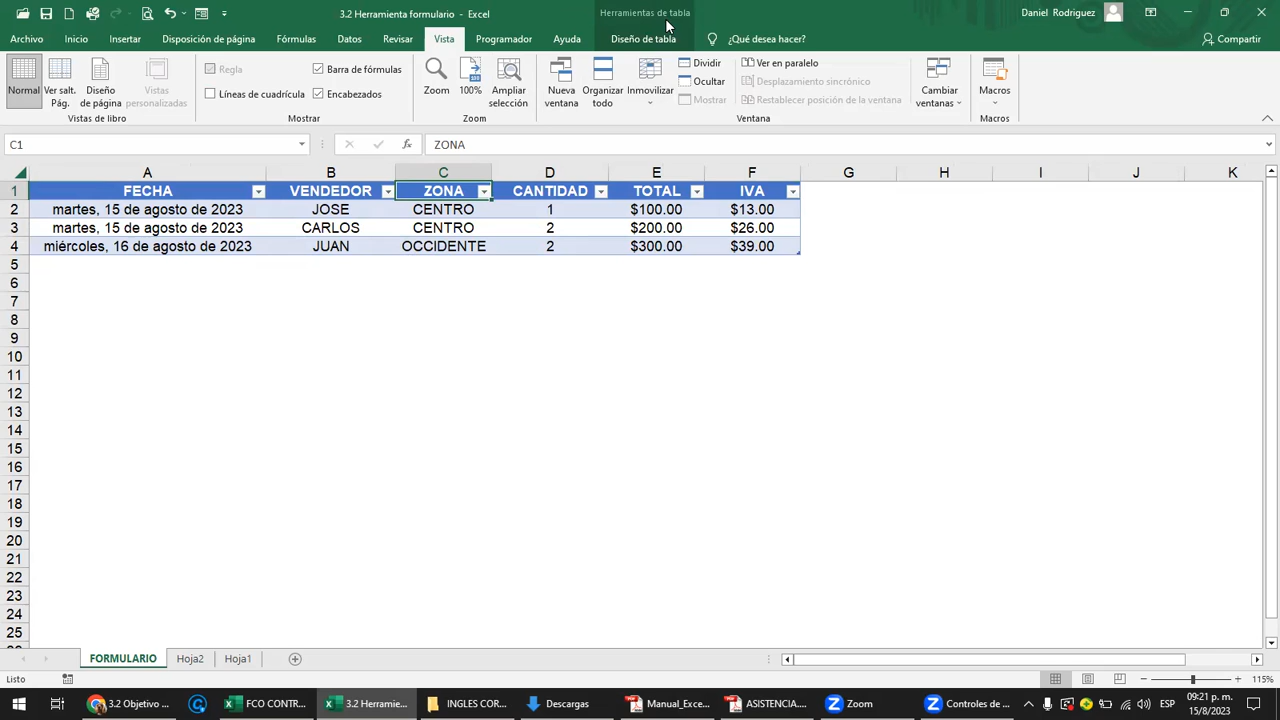 3.2 Herramienta formulario - Excel
Herramientas de tabla
Daniel Rodriguez
Archivo Inicio Insertar Disposición de página Fórmulas Datos Revisar Vista Programador Ayuda Diseño de tabla ¿Qué desea hacer? Compartir
Normal
Ver salt. Pág.
Diseño de página
Vistas personalizadas
Vistas de libro
Regla
Barra de fórmulas
Líneas de cuadrícula
Encabezados
Mostrar
Zoom
100%
Ampliar selección
Zoom
Nueva ventana
Organizar todo
Inmovilizar
Dividir
Ocultar
Mostrar
Ver en paralelo
Desplazamiento sincrónico
Restablecer posición de la ventana
Ventana
Cambiar ventanas
Macros
Macros
C1 fx ZONA
A B C D E F G H I J K
1 FECHA VENDEDOR ZONA CANTIDAD TOTAL IVA
2 martes, 15 de agosto de 2023 JOSE CENTRO 1 $100.00 $13.00
3 martes, 15 de agosto de 2023 CARLOS CENTRO 2 $200.00 $26.00
4 miércoles, 16 de agosto de 2023 JUAN OCCIDENTE 2 $300.00 $39.00
5
6
7
8
9
10
11
12
13
14
15
16
17
18
19
20
21
22
23
24
25
FORMULARIO Hoja2 Hoja1
Listo 115%
3.2 Objetivo ... FCO CONTR... 3.2 Herramie... INGLES COR... Descargas Manual_Exce... ASISTENCIA.... Zoom Controles de ... ESP 09:21 p. m.
15/8/2023